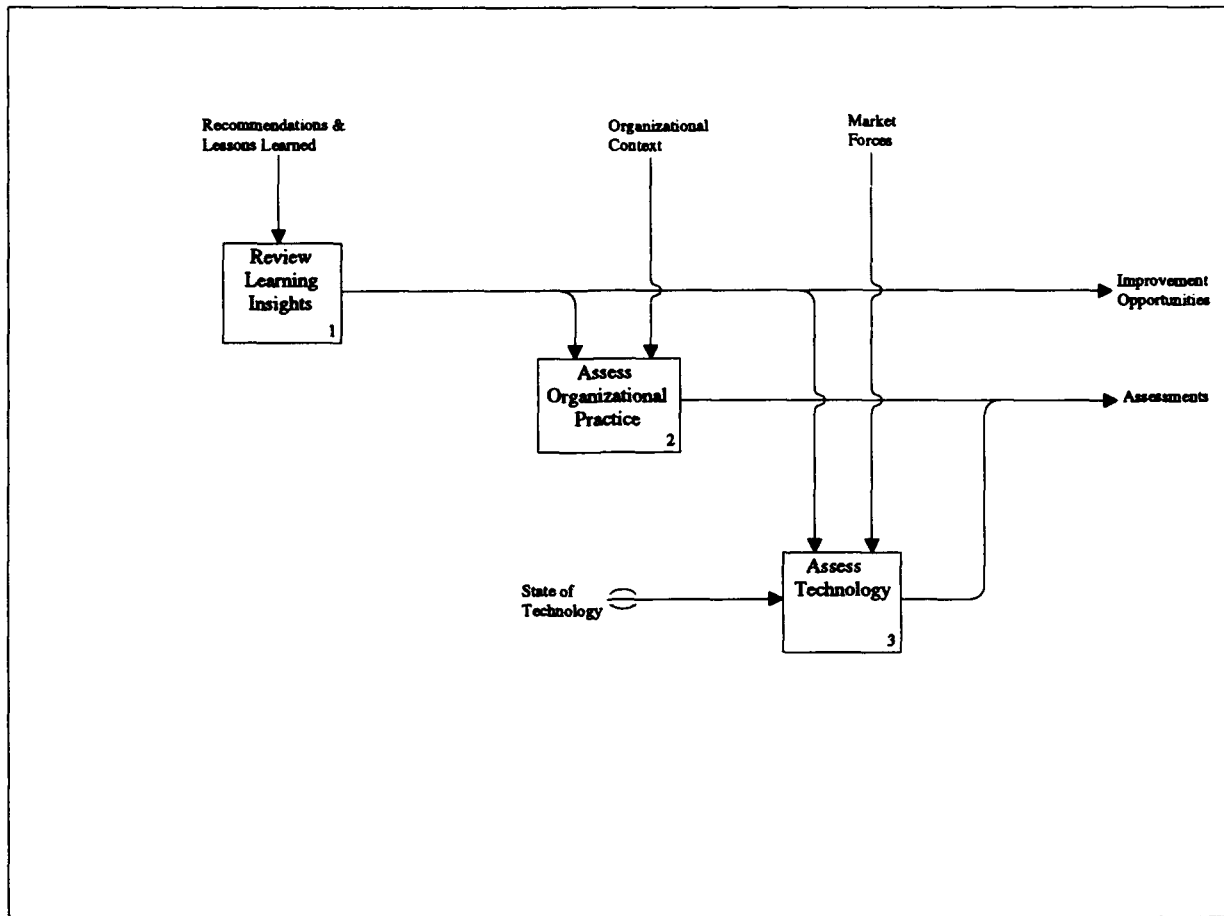 Recommendations &
Lessons Learned
Organizational
Context
Market
Forces
Review
Learning
Insights
1
Improvement
Opportunities
Assess
Organizational
Practice
2
Assessments
Assess
Technology
3
State of
Technology